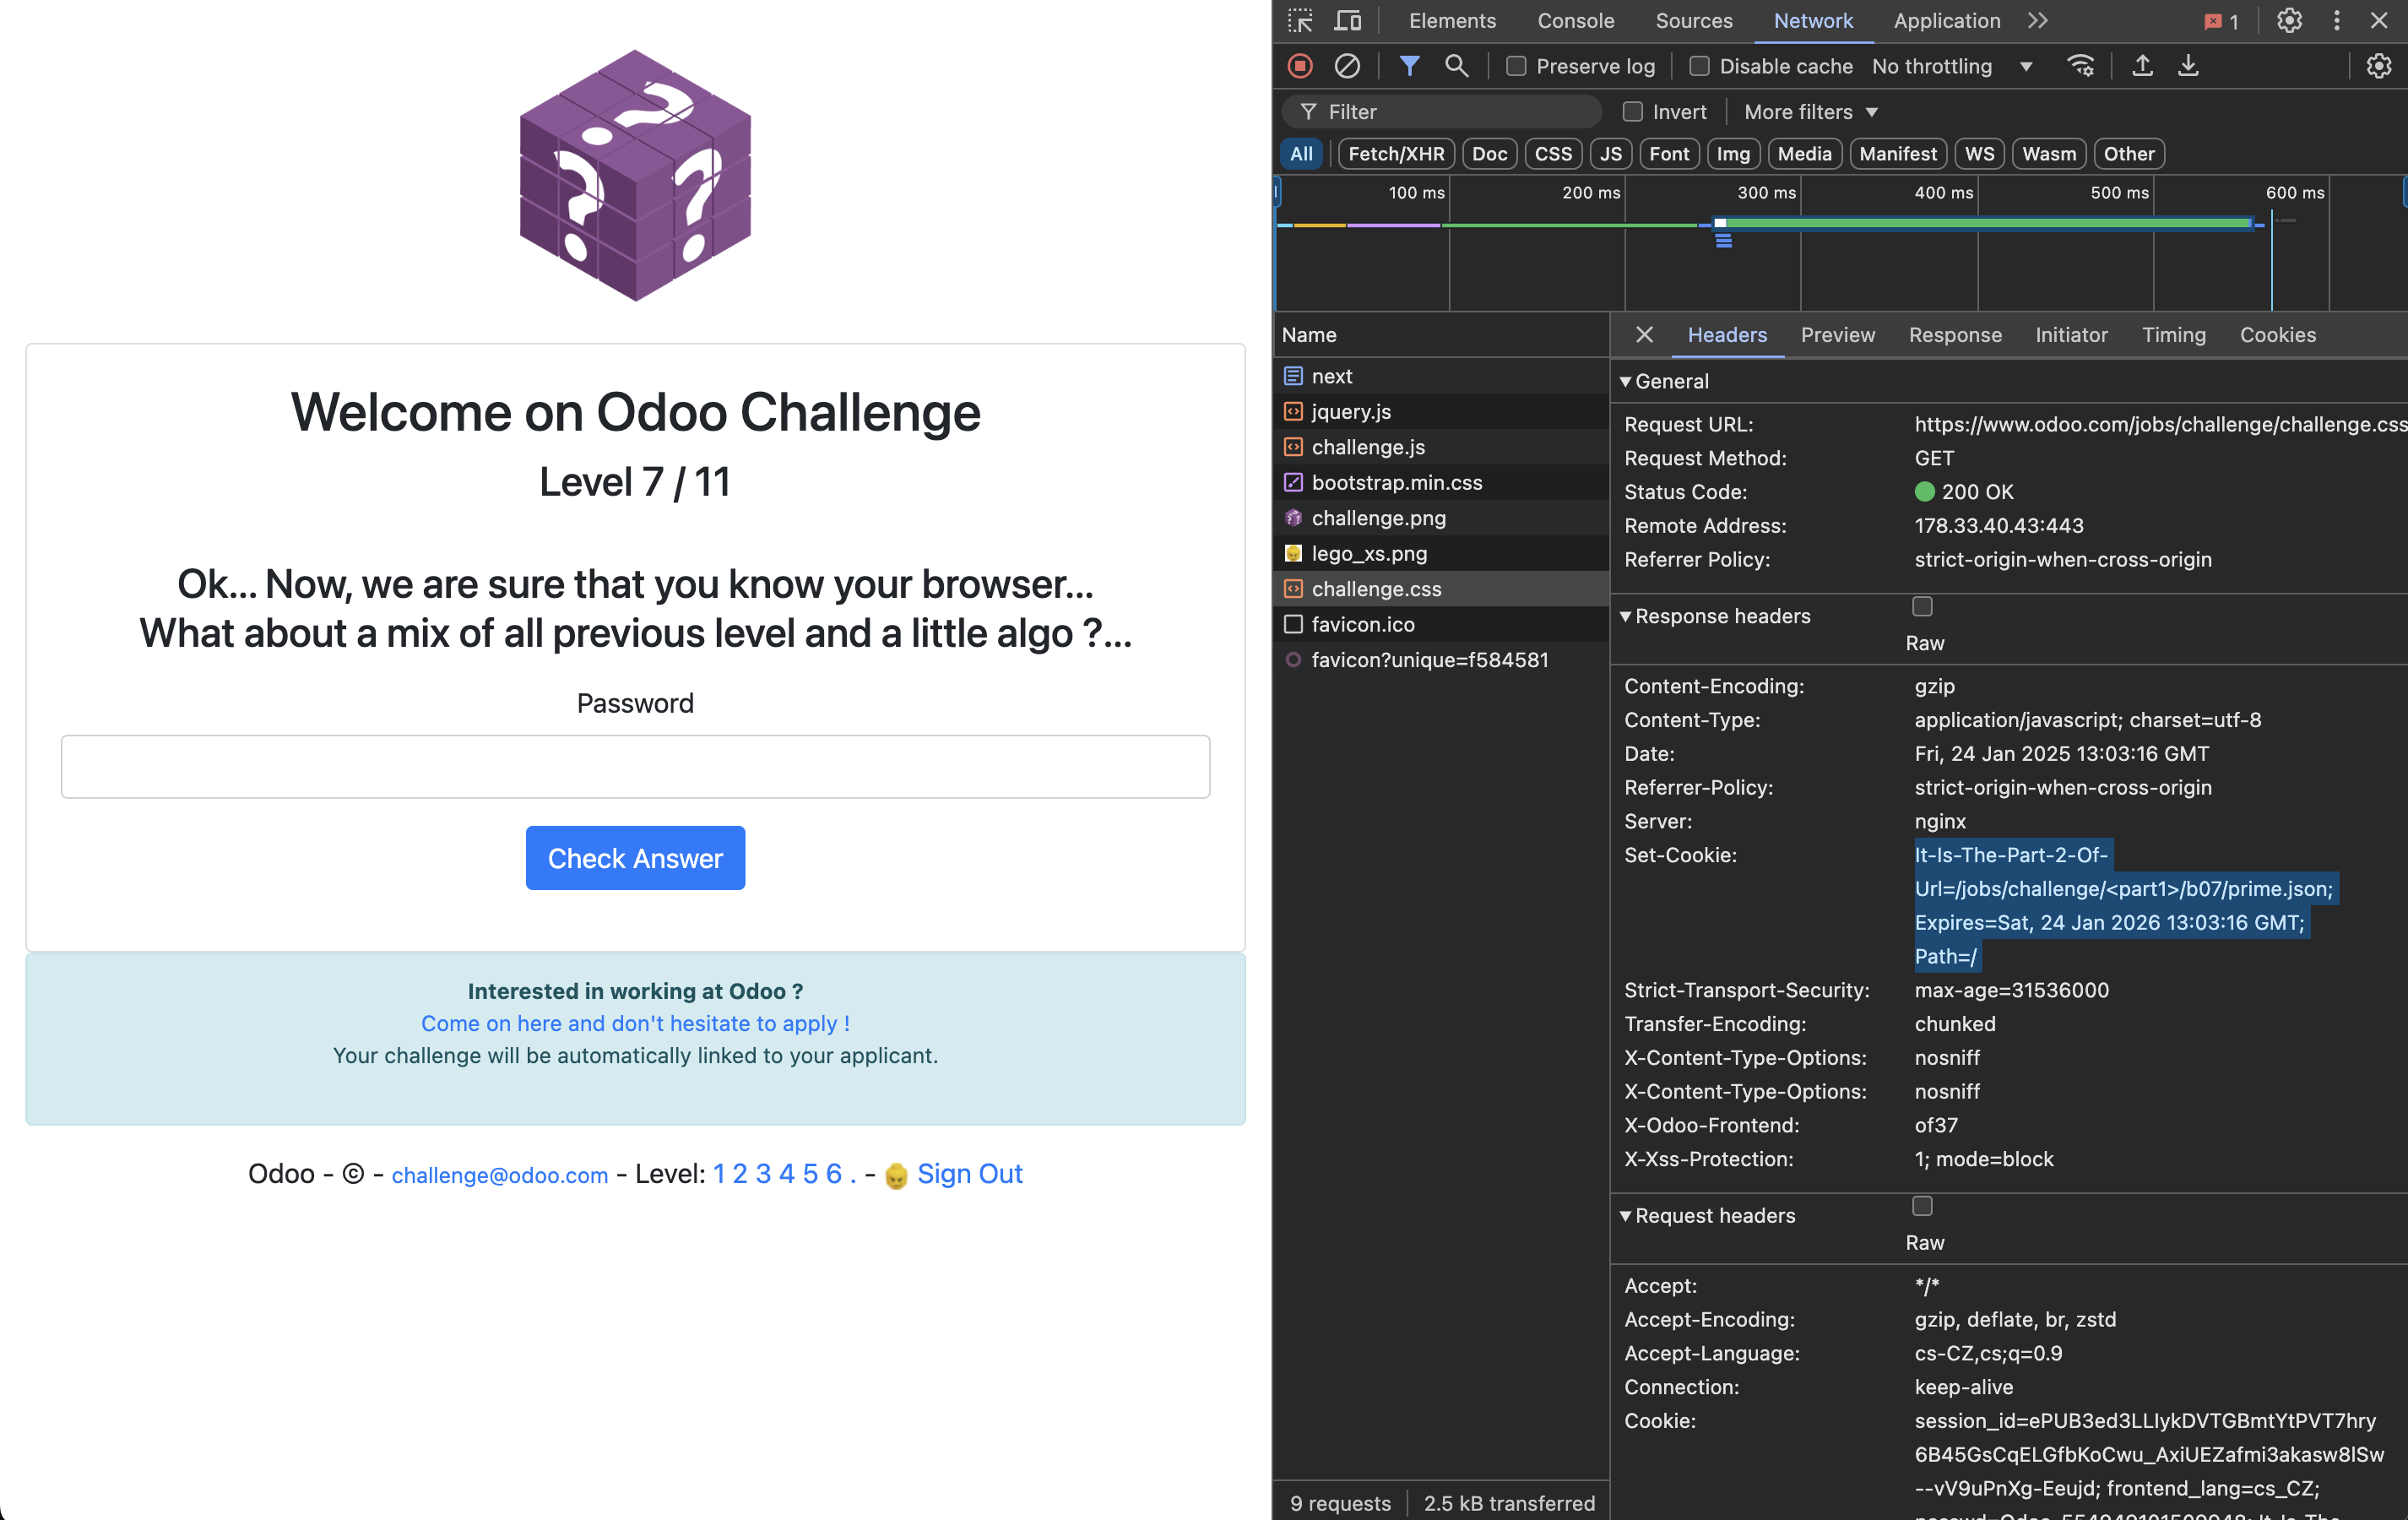 Welcome on Odoo Challenge
Level 7 / 11
Ok... Now, we are sure that you know your browser...
What about a mix of all previous level and a little algo ?...
Password
Check Answer
Interested in working at Odoo ?
Come on here and don't hesitate to apply !
Your challenge will be automatically linked to your applicant.
Odoo - © - challenge@odoo.com - Level: 1 2 3 4 5 6 . - Sign Out
Elements Console Sources Network Application 1
Preserve log Disable cache No throttling
Filter Invert More filters
All Fetch/XHR Doc CSS JS Font Img Media Manifest WS Wasm Other
100 ms 200 ms 300 ms 400 ms 500 ms 600 ms
Name
next
jquery.js
challenge.js
bootstrap.min.css
challenge.png
lego_xs.png
challenge.css
favicon.ico
favicon?unique=f584581
9 requests 2.5 kB transferred
Headers Preview Response Initiator Timing Cookies
General
Request URL: https://www.odoo.com/jobs/challenge/challenge.css
Request Method: GET
Status Code: 200 OK
Remote Address: 178.33.40.43:443
Referrer Policy: strict-origin-when-cross-origin
Response headers
Raw
Content-Encoding: gzip
Content-Type: application/javascript; charset=utf-8
Date: Fri, 24 Jan 2025 13:03:16 GMT
Referrer-Policy: strict-origin-when-cross-origin
Server: nginx
Set-Cookie: It-Is-The-Part-2-Of-
Url=/jobs/challenge/<part1>/b07/prime.json;
Expires=Sat, 24 Jan 2026 13:03:16 GMT;
Path=/
Strict-Transport-Security: max-age=31536000
Transfer-Encoding: chunked
X-Content-Type-Options: nosniff
X-Content-Type-Options: nosniff
X-Odoo-Frontend: of37
X-Xss-Protection: 1; mode=block
Request headers
Raw
Accept: */*
Accept-Encoding: gzip, deflate, br, zstd
Accept-Language: cs-CZ,cs;q=0.9
Connection: keep-alive
Cookie: session_id=ePUB3ed3LLIykDVTGBmtYtPVT7hry
6B45GsCqELGfbKoCwu_AxiUEZafmi3akasw8lSw
--vV9uPnXg-Eeujd; frontend_lang=cs_CZ;